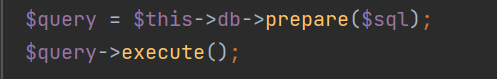 $query = $this->db->prepare($sql);
$query->execute();